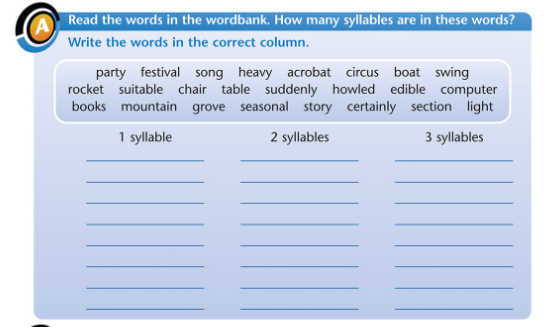 A
Read the words in the wordbank. How many syllables are in these words?
Write the words in the correct column.
party festival song heavy acrobat circus boat swing
rocket suitable chair table suddenly howled edible computer
books mountain grove seasonal story certainly section light
1 syllable 2 syllables 3 syllables